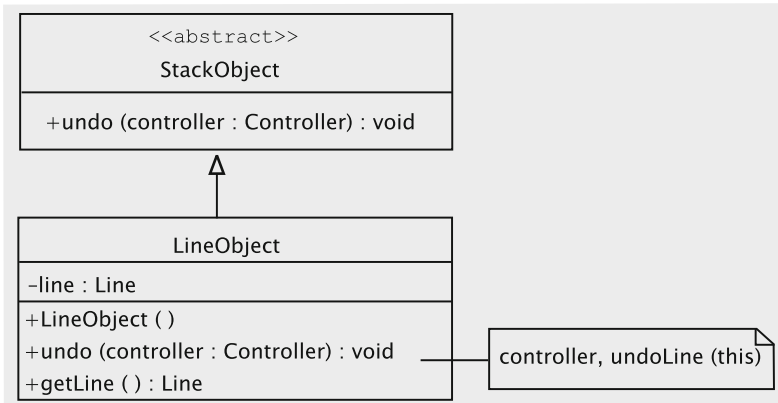 <<abstract>>
StackObject
+undo (controller : Controller) : void
LineObject
-line : Line
+LineObject ( )
+undo (controller : Controller) : void
controller, undoLine (this)
+getLine ( ) : Line